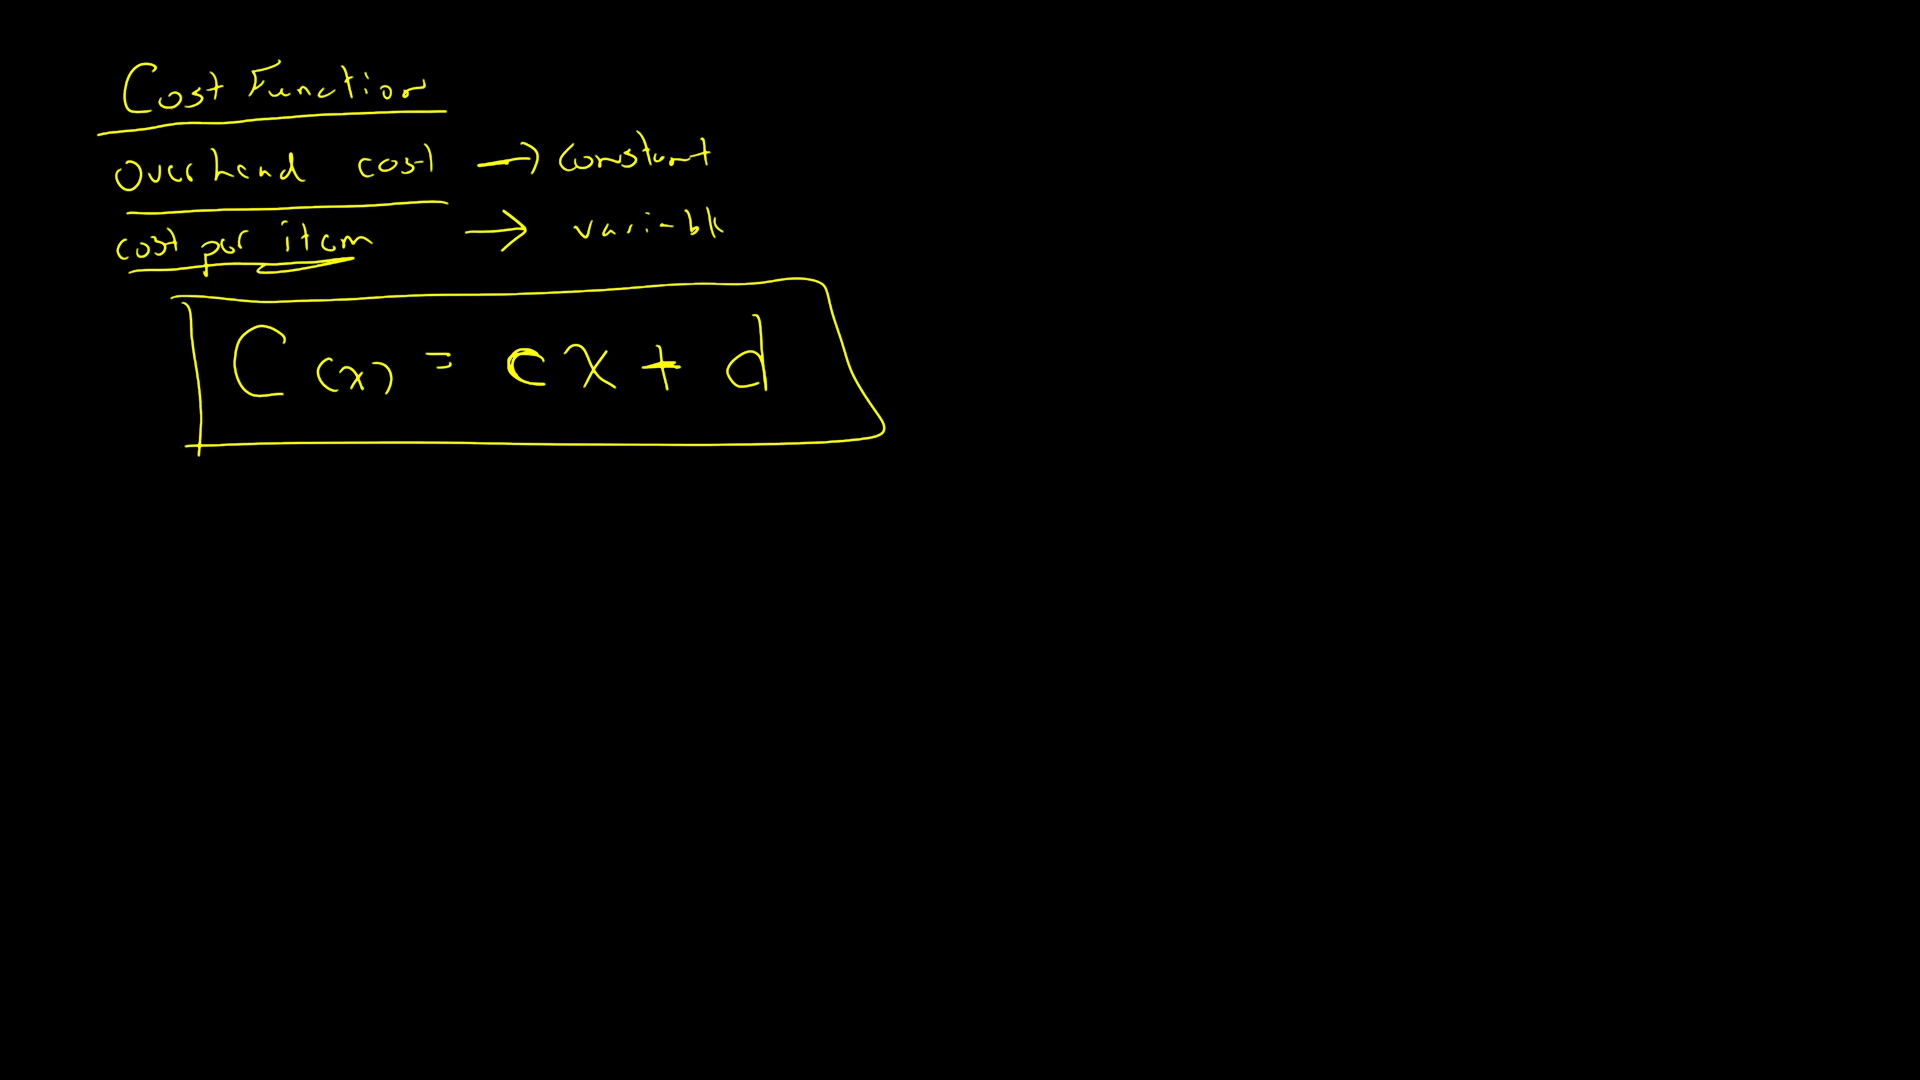 Cost Function
Overhead cost → constant
cost per item → variable
C(x) = cx + d